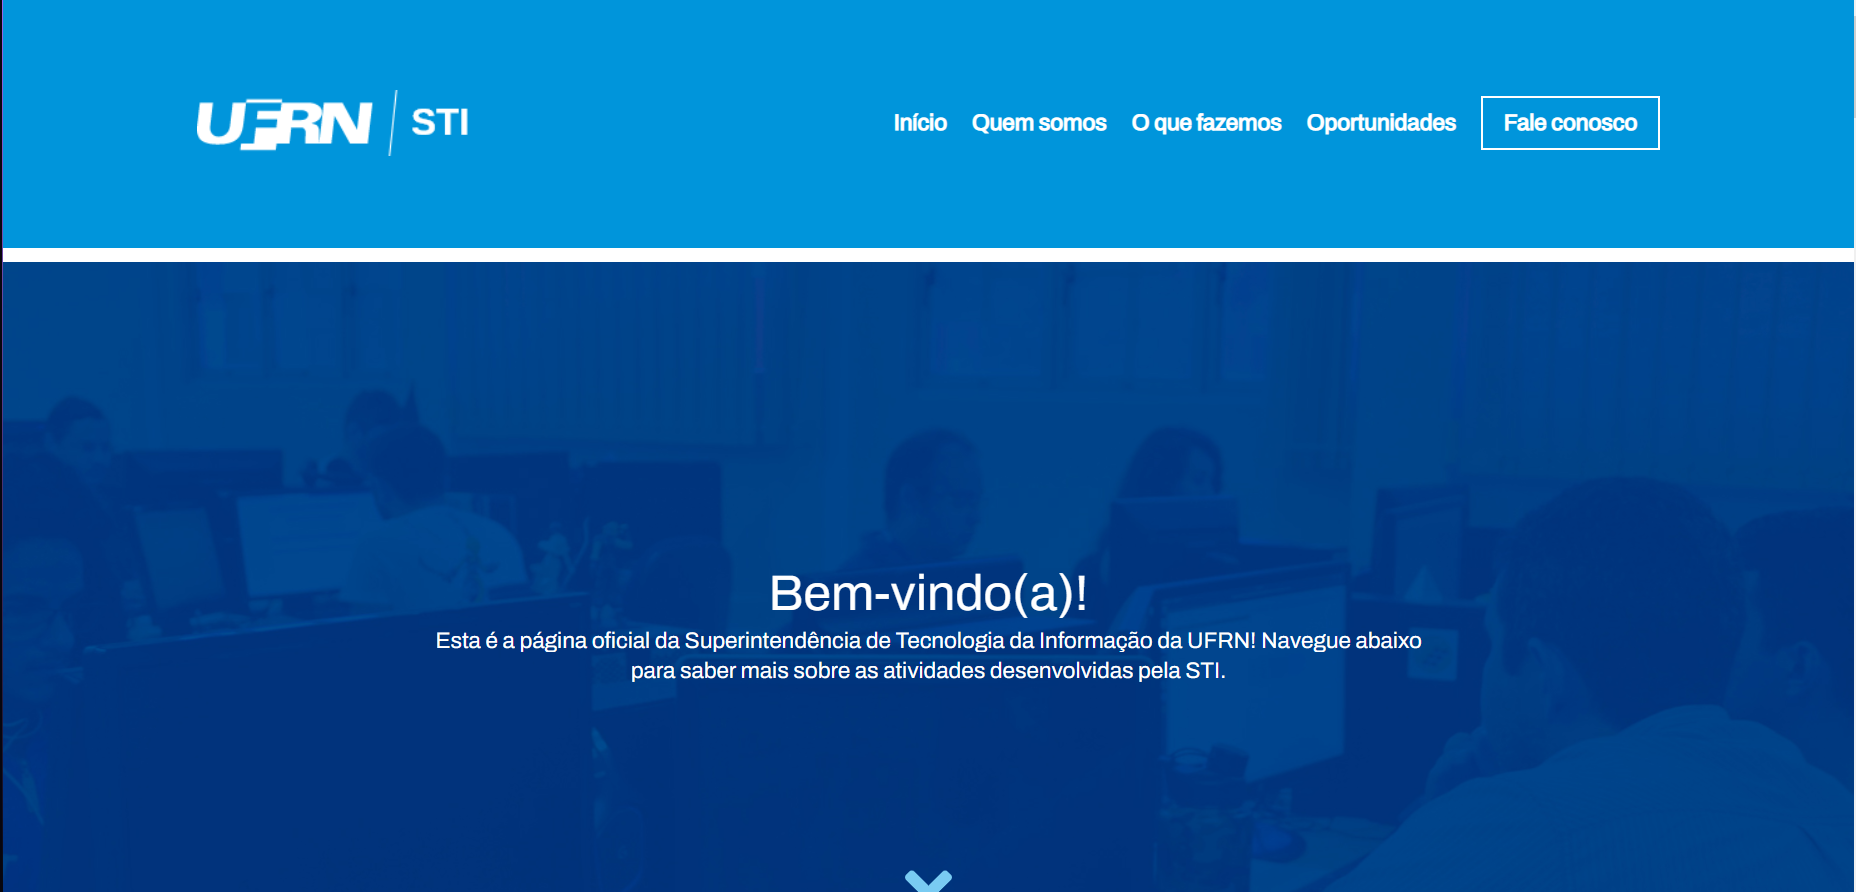 UFRN STI
Início Quem somos O que fazemos Oportunidades Fale conosco
Bem-vindo(a)!
Esta é a página oficial da Superintendência de Tecnologia da Informação da UFRN! Navegue abaixo
para saber mais sobre as atividades desenvolvidas pela STI.